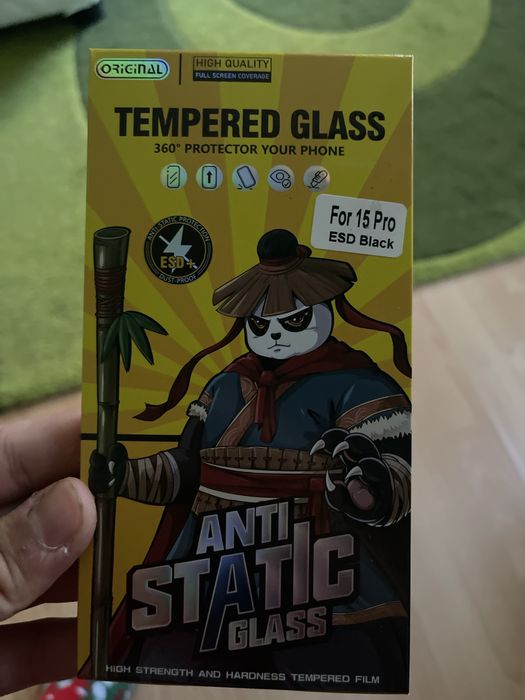 ORIGINAL
HIGH QUALITY
FULL SCREEN COVERAGE
TEMPERED GLASS
360° PROTECTOR YOUR PHONE
For 15 Pro
ESD Black
ANTI-STATIC PROTECTION
ESD+
DUST-PROOF
ANTI
STATIC
GLASS
HIGH STRENGTH AND HARDNESS TEMPERED FILM